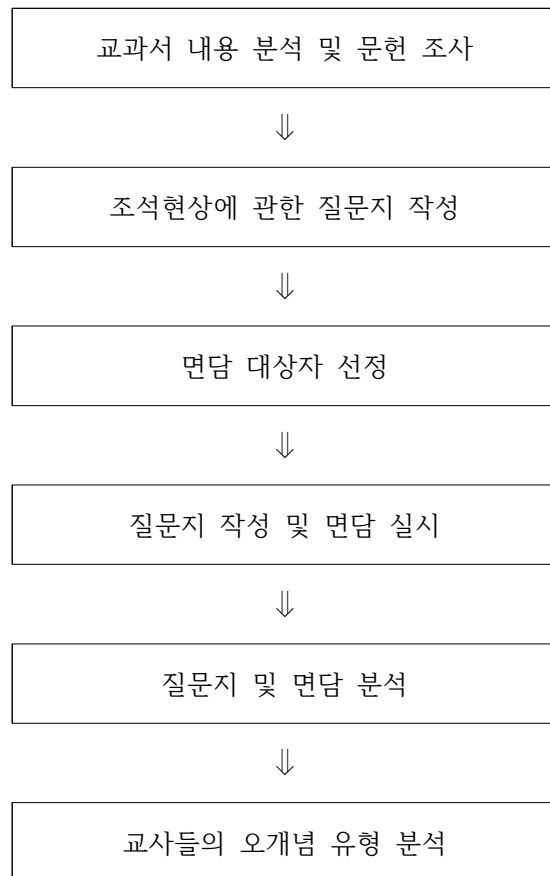 교과서 내용 분석 및 문헌 조사
⇓
조석현상에 관한 질문지 작성
⇓
면담 대상자 선정
⇓
질문지 작성 및 면담 실시
⇓
질문지 및 면담 분석
⇓
교사들의 오개념 유형 분석